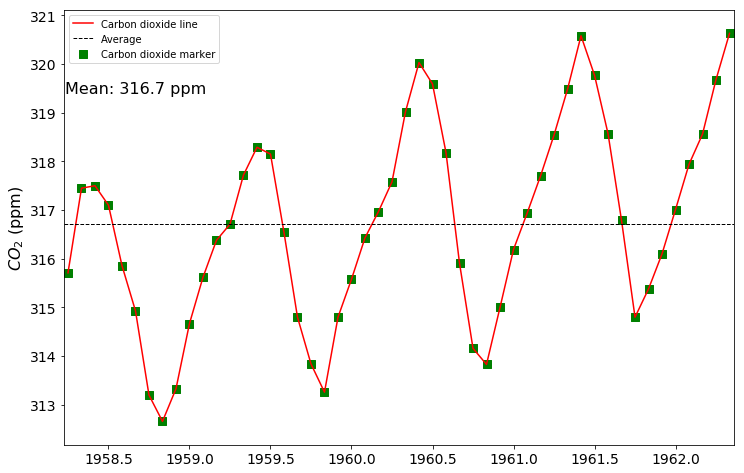 321
320
319
318
317
316
315
314
313
CO₂ (ppm)
Carbon dioxide line
Average
Carbon dioxide marker
Mean: 316.7 ppm
1958.5 1959.0 1959.5 1960.0 1960.5 1961.0 1961.5 1962.0